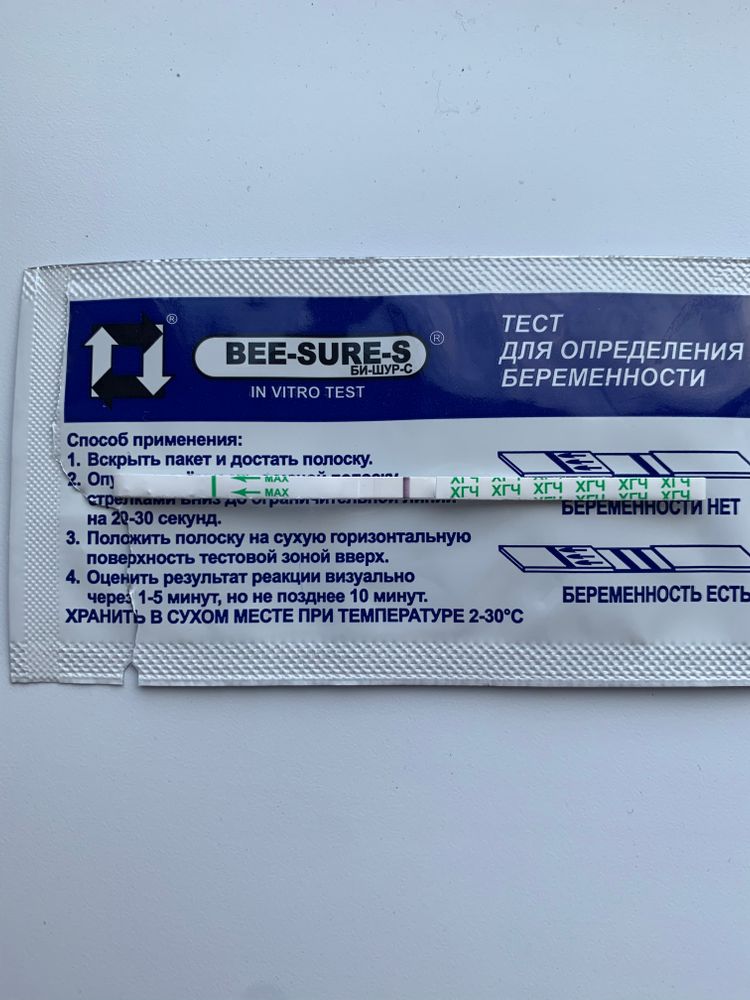 ТЕСТ
ДЛЯ ОПРЕДЕЛЕНИЯ
БЕРЕМЕННОСТИ
®
BEE-SURE-S ®
БИ-ШУР-С
IN VITRO TEST
Способ применения:
1. Вскрыть пакет и достать полоску.
2.
на 20-30 секунд.
3. Положить полоску на сухую горизонтальную
поверхность тестовой зоной вверх.
4. Оценить результат реакции визуально
через 1-5 минут, но не позднее 10 минут.
ХРАНИТЬ В СУХОМ МЕСТЕ ПРИ ТЕМПЕРАТУРЕ 2-30°C
MAX
MAX
ХГЧ ХГЧ ХГЧ ХГЧ ХГЧ ХГЧ
БЕРЕМЕННОСТИ НЕТ
БЕРЕМЕННОСТЬ ЕСТЬ